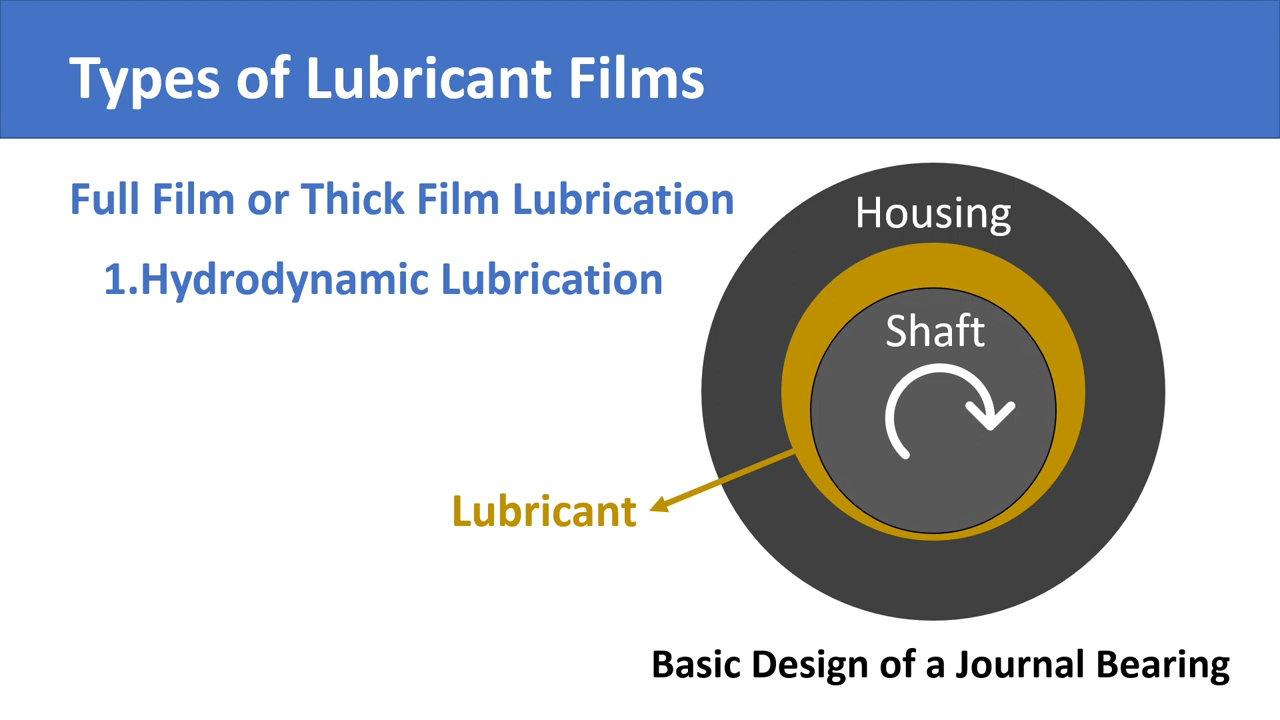 Types of Lubricant Films
Full Film or Thick Film Lubrication
1.Hydrodynamic Lubrication
Housing
Shaft
Lubricant
Basic Design of a Journal Bearing